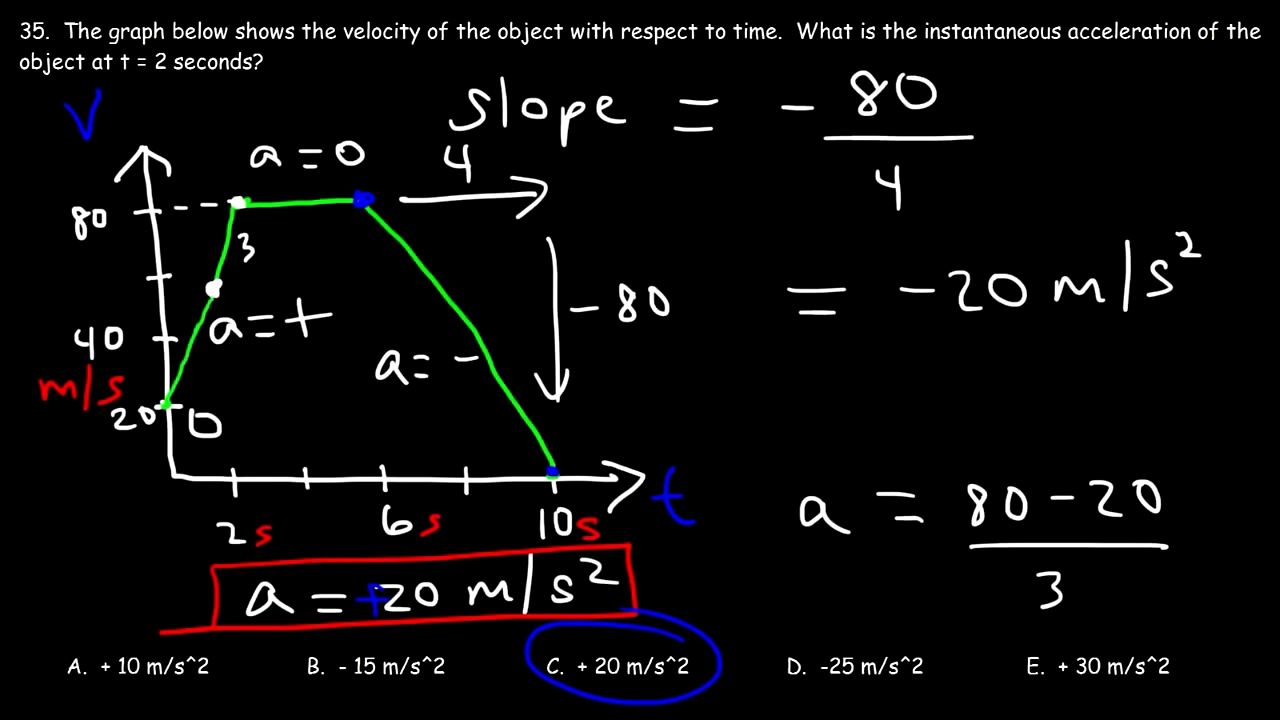 35. The graph below shows the velocity of the object with respect to time. What is the instantaneous acceleration of the
object at t = 2 seconds?
V
slope = - 80/4
a = 0
4
80
3
= -20 m/s²
a = +
- 80
40
a = -
m/s
20
0
t
a = 80 - 20/3
2s
6s
10s
a = +20 m/s²
A. + 10 m/s^2
B. - 15 m/s^2
C. + 20 m/s^2
D. -25 m/s^2
E. + 30 m/s^2